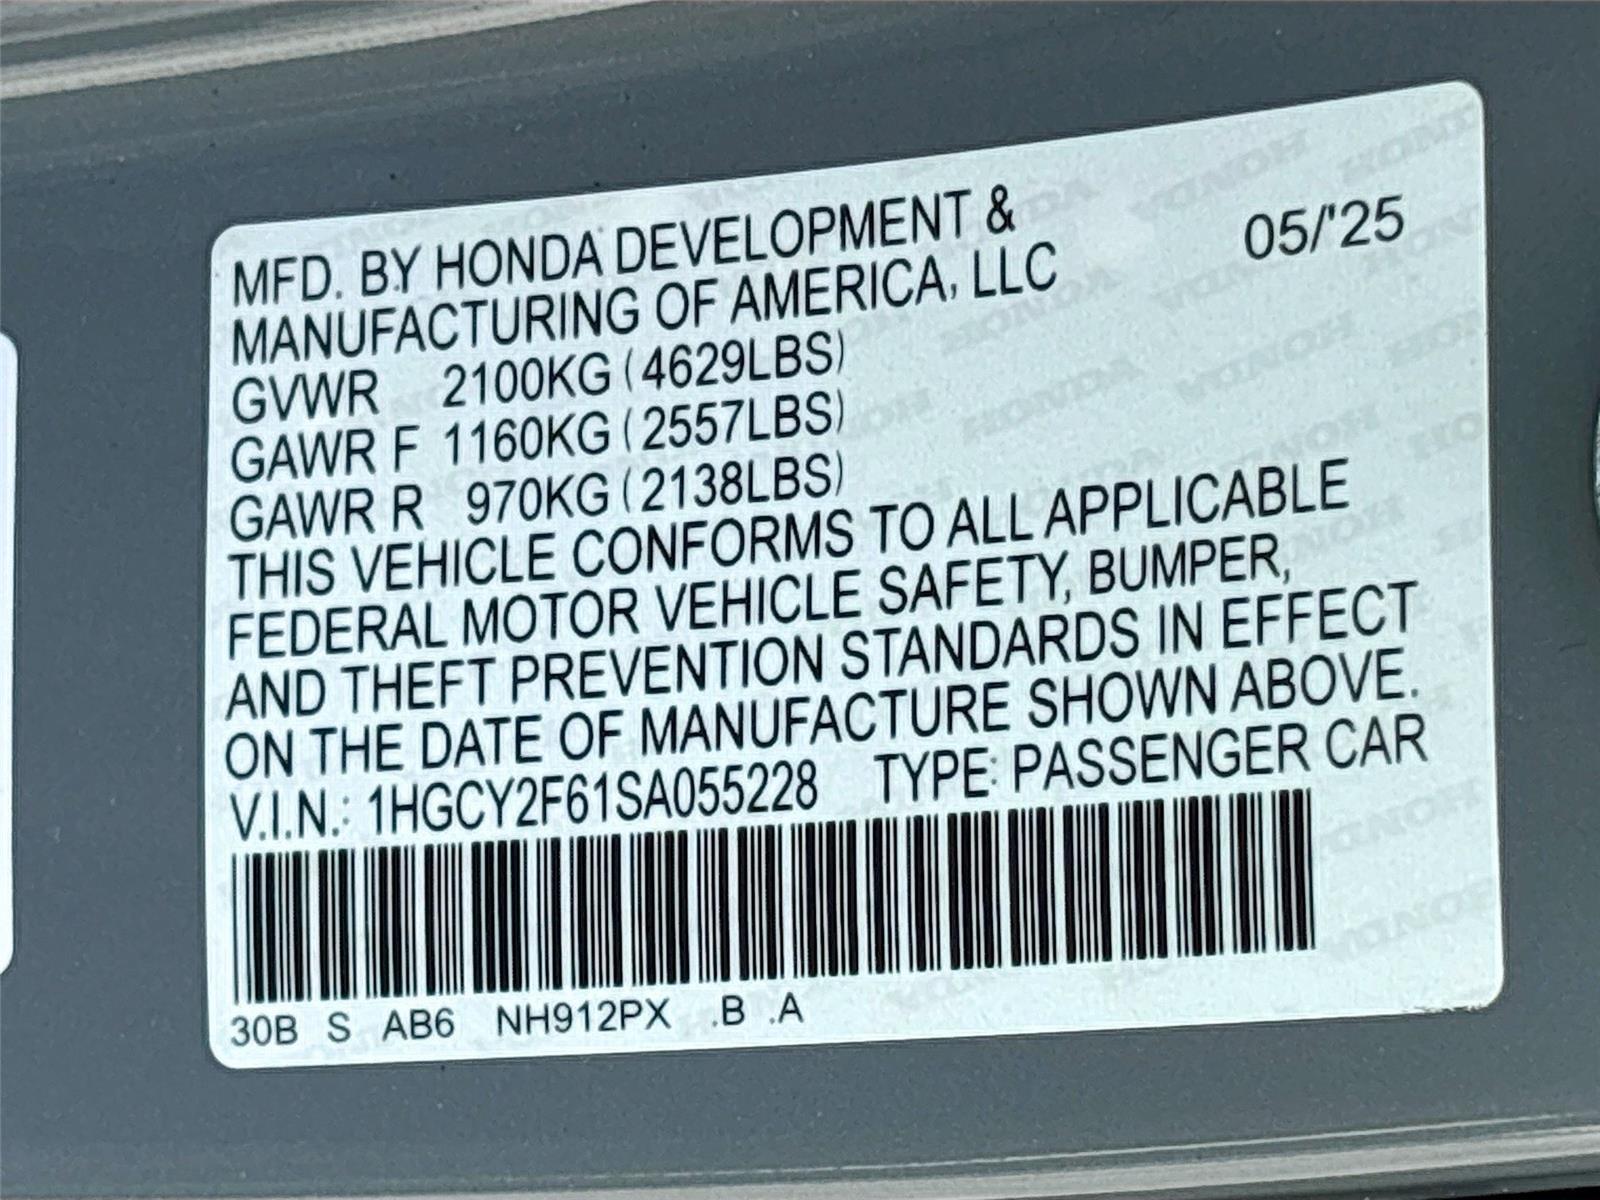 MFD. BY HONDA DEVELOPMENT & 05/'25
MANUFACTURING OF AMERICA, LLC
GVWR 2100KG (4629LBS)
GAWR F 1160KG (2557LBS)
GAWR R 970KG (2138LBS)
THIS VEHICLE CONFORMS TO ALL APPLICABLE
FEDERAL MOTOR VEHICLE SAFETY, BUMPER,
AND THEFT PREVENTION STANDARDS IN EFFECT
ON THE DATE OF MANUFACTURE SHOWN ABOVE.
V.I.N.: 1HGCY2F61SA055228 TYPE: PASSENGER CAR
30B S AB6 NH912PX .B .A